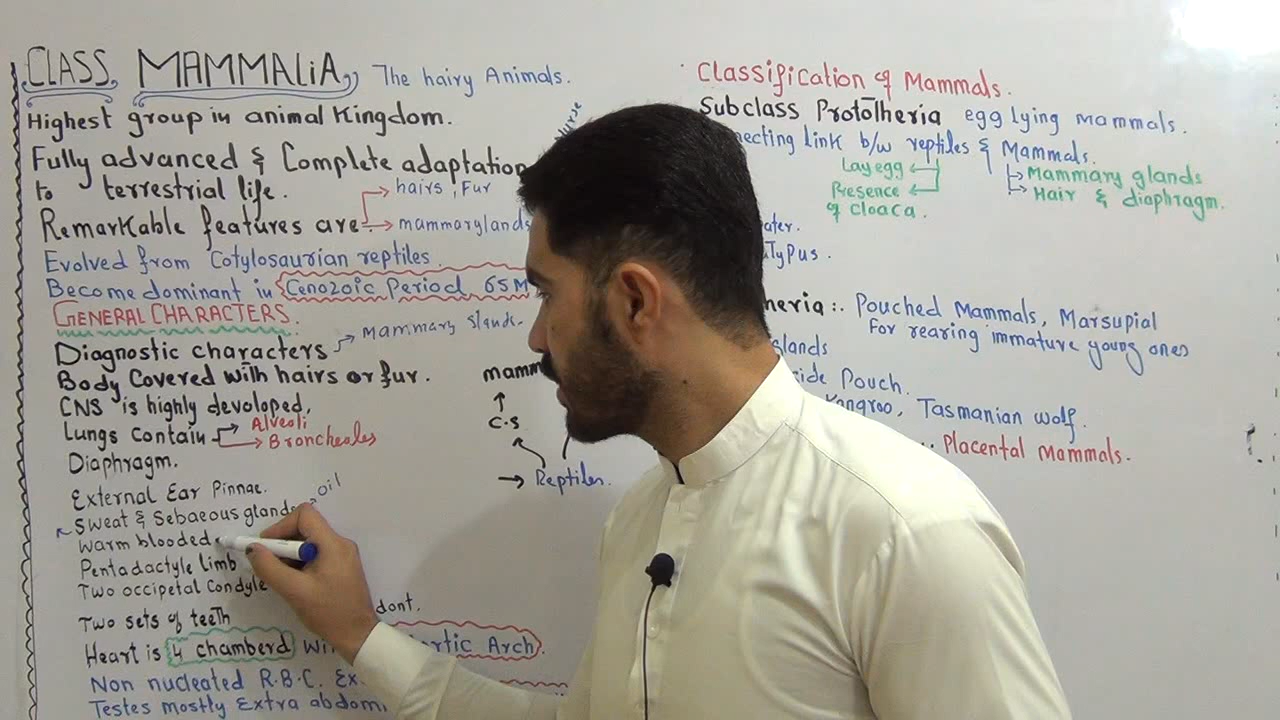 CLASS MAMMALiA The hairy Animals.
Highest group in animal Kingdom.
Fully advanced & Complete adaptation
to terrestrial life.
hairs, Fur
Remarkable features are
mammaryglands
Evolved from Cotylosaurian reptiles.
Become dominant in Cenozoic Period 65M
GENERAL CHARACTERS.
Diagnostic characters
Mammary glands.
Body Covered with hairs or fur.
CNS is highly devoloped,
Lungs contain
Alveoli
Broncheoles
Diaphragm.
External Ear Pinnae.
Sweat & Sebaeous glands
oil
Warm blooded
Pentadactyle limb
Two occipetal Condyle
Two sets of teeth
dont.
Heart is 4 chamberd
rtic Arch.
Non nucleated R.B.C. Ex
Testes mostly Extra abdom
mamm
C.S
Reptiles.
Classification of Mammals.
Subclass Prototheria egg lying mammals.
ecting link b/w reptiles & Mammals.
Lay egg
Presence
of Cloaca.
Mammary glands
Hair & diaphragm.
ater.
Typus.
heria:. Pouched Mammals, Marsupial
For rearing immature young ones
glands
ide Pouch.
Kangroo, Tasmanian wolf.
Placental Mammals.